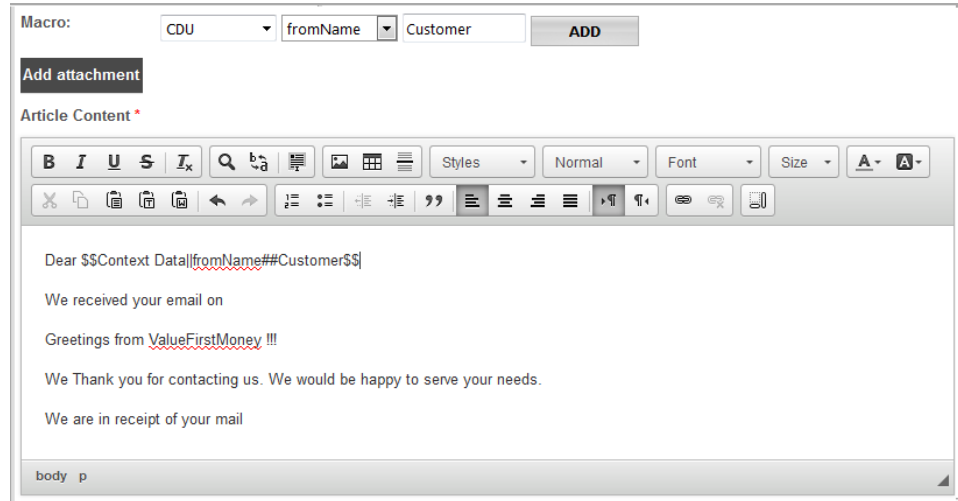 Macro: CDU fromName Customer ADD
Add attachment
Article Content *
B I U S Tx Styles Normal Font Size A A
Dear $$Context Data||fromName##Customer$$
We received your email on
Greetings from ValueFirstMoney !!!
We Thank you for contacting us. We would be happy to serve your needs.
We are in receipt of your mail
body p